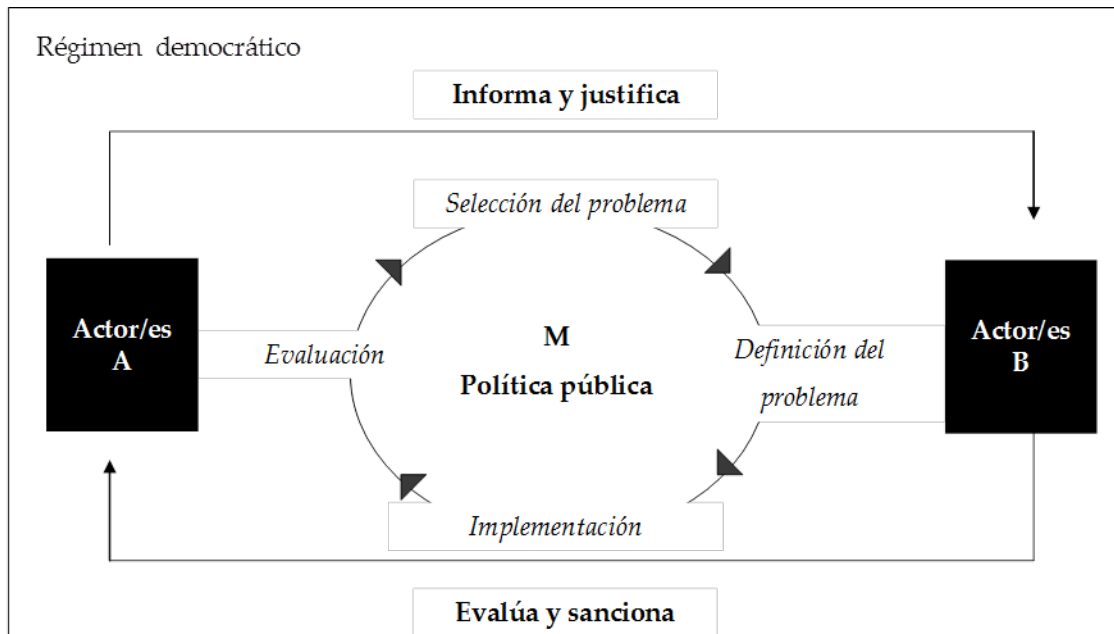 Régimen democrático
Informa y justifica
Selección del problema
Actor/es
A
Evaluación
M
Política pública
Definición del
problema
Actor/es
B
Implementación
Evalúa y sanciona